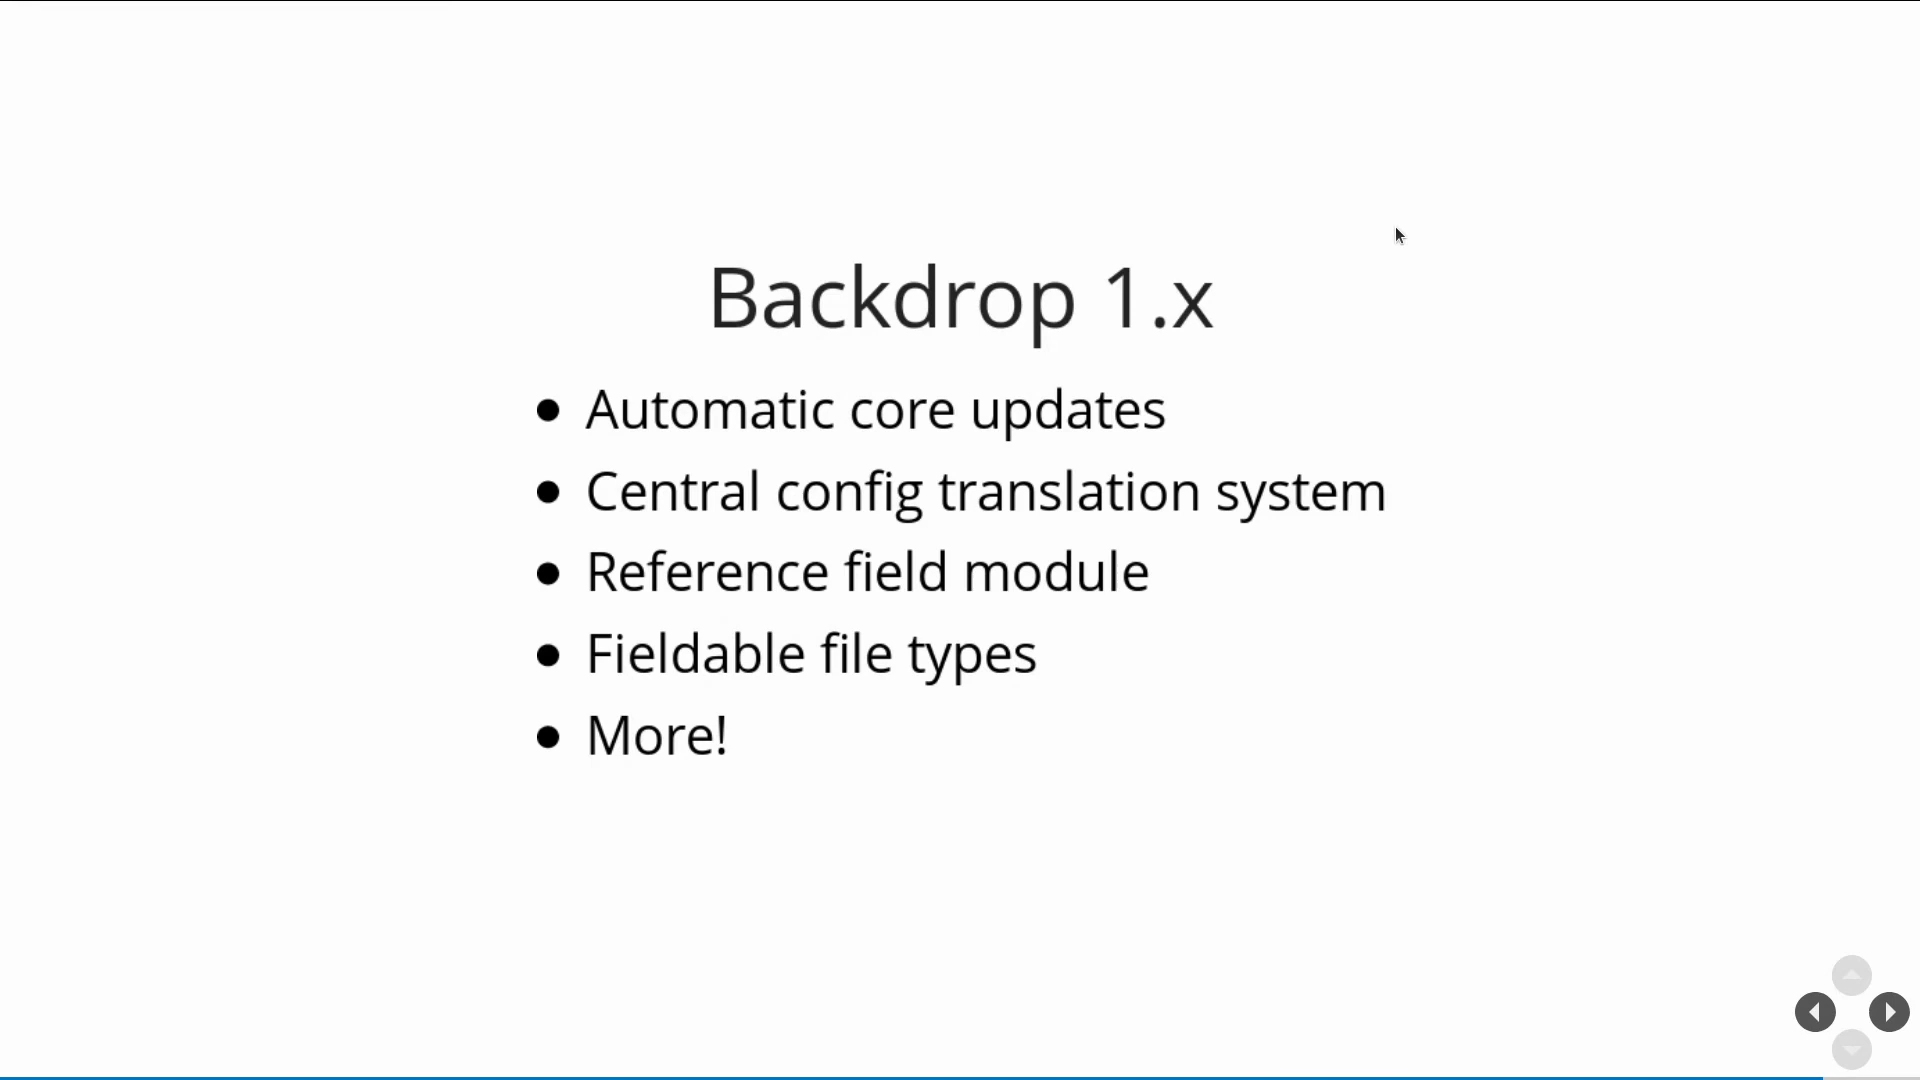 Backdrop 1.x
Automatic core updates
Central config translation system
Reference field module
Fieldable file types
More!